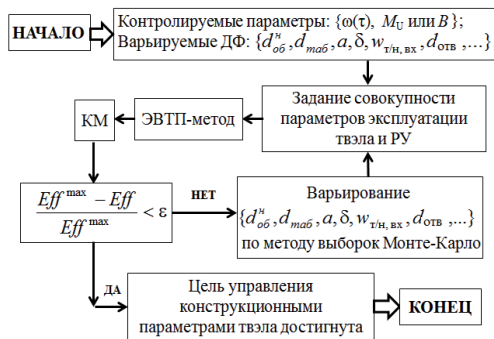 НАЧАЛО
Контролируемые параметры: {ω(τ), M_U или B};
Варьируемые ДФ: {d_об^н, d_таб, a, δ, w_т/н, вх, d_отв, ...}
Задание совокупности
параметров эксплуатации
твэла и РУ
ЭВТП-метод
КМ
(Eff^max − Eff) / Eff^max < ε
НЕТ
Варьирование
{d_об^н, d_таб, a, δ, w_т/н, вх, d_отв, ...}
по методу выборок Монте-Карло
ДА
Цель управления
конструкционными
параметрами твэла достигнута
КОНЕЦ